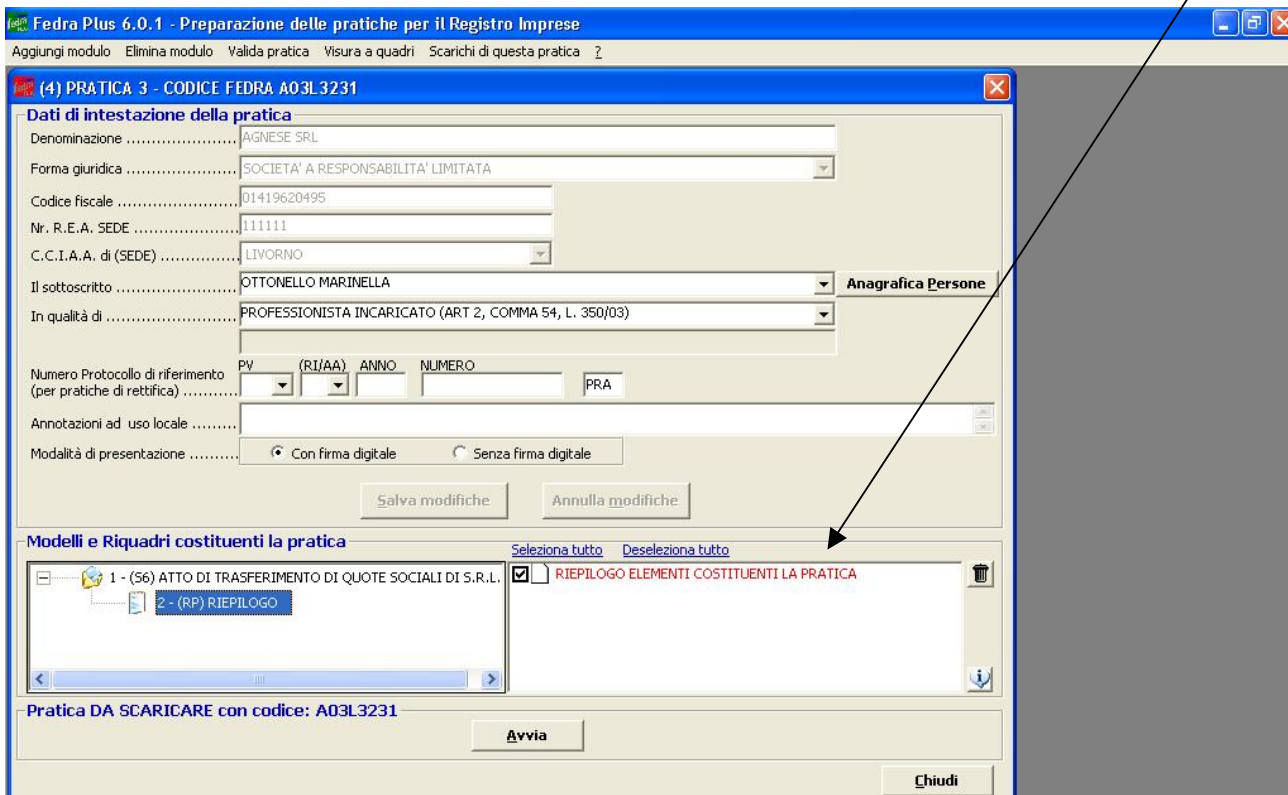 Fedra Plus 6.0.1 - Preparazione delle pratiche per il Registro Imprese
Aggiungi modulo Elimina modulo Valida pratica Visura a quadri Scarichi di questa pratica ?
(4) PRATICA 3 - CODICE FEDRA A03L3231
Dati di intestazione della pratica
Denominazione ...................... AGNESE SRL
Forma giuridica ...................... SOCIETA' A RESPONSABILITA' LIMITATA
Codice fiscale ........................ 01419620495
Nr. R.E.A. SEDE ..................... 111111
C.C.I.A.A. di (SEDE) ................ LIVORNO
Il sottoscritto ........................ OTTONELLO MARINELLA Anagrafica Persone
In qualità di .......................... PROFESSIONISTA INCARICATO (ART 2, COMMA 54, L. 350/03)
PV (RI/AA) ANNO NUMERO
Numero Protocollo di riferimento
(per pratiche di rettifica) ........... PRA
Annotazioni ad uso locale .........
Modalità di presentazione .......... Con firma digitale Senza firma digitale
Salva modifiche Annulla modifiche
Modelli e Riquadri costituenti la pratica
Seleziona tutto Deseleziona tutto
1 - (S6) ATTO DI TRASFERIMENTO DI QUOTE SOCIALI DI S.R.L.
RIEPILOGO ELEMENTI COSTITUENTI LA PRATICA
2 - (RP) RIEPILOGO
Pratica DA SCARICARE con codice: A03L3231
Avvia
Chiudi